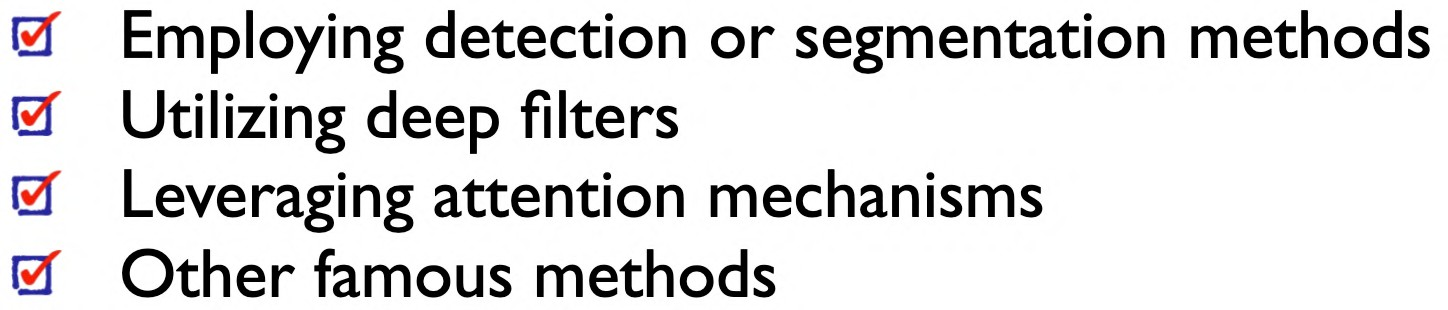 Employing detection or segmentation methods
Utilizing deep filters
Leveraging attention mechanisms
Other famous methods